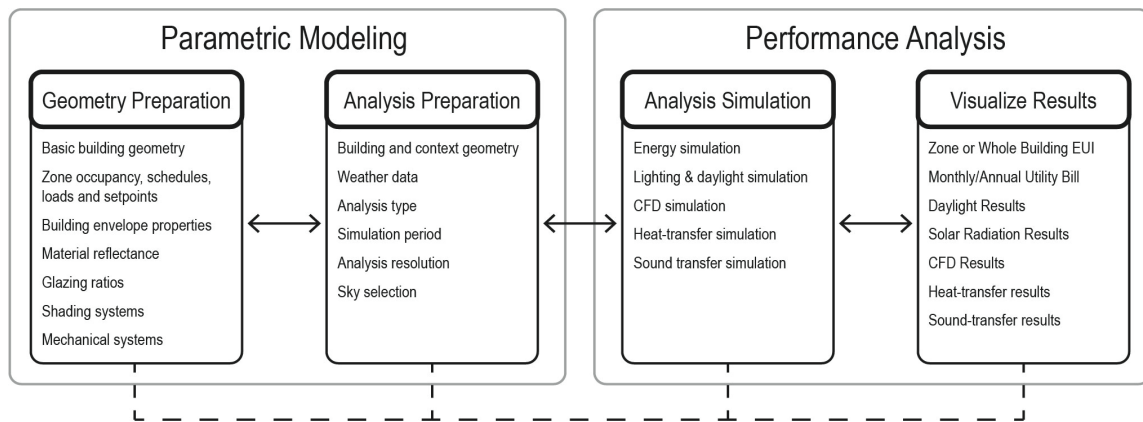 Parametric Modeling
Geometry Preparation
Basic building geometry
Zone occupancy, schedules,
loads and setpoints
Building envelope properties
Material reflectance
Glazing ratios
Shading systems
Mechanical systems
Analysis Preparation
Building and context geometry
Weather data
Analysis type
Simulation period
Analysis resolution
Sky selection
Performance Analysis
Analysis Simulation
Energy simulation
Lighting & daylight simulation
CFD simulation
Heat-transfer simulation
Sound transfer simulation
Visualize Results
Zone or Whole Building EUI
Monthly/Annual Utility Bill
Daylight Results
Solar Radiation Results
CFD Results
Heat-transfer results
Sound-transfer results